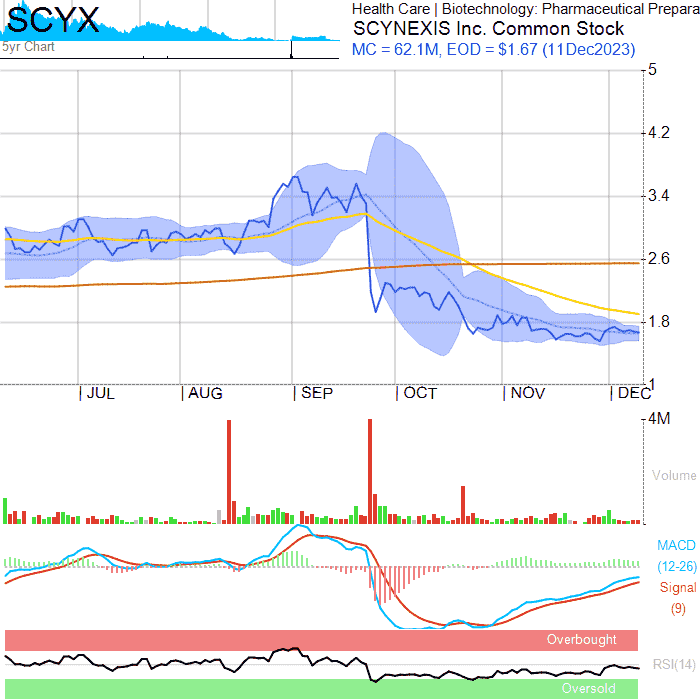 SCYX
5yr Chart
Health Care | Biotechnology: Pharmaceutical Prepara
SCYNEXIS Inc. Common Stock
MC = 62.1M, EOD = $1.67 (11Dec2023)
5
4.2
3.4
2.6
1.8
1
JUL
AUG
SEP
OCT
NOV
DEC
4M
Volume
MACD
(12-26)
Signal
(9)
Overbought
RSI(14)
Oversold